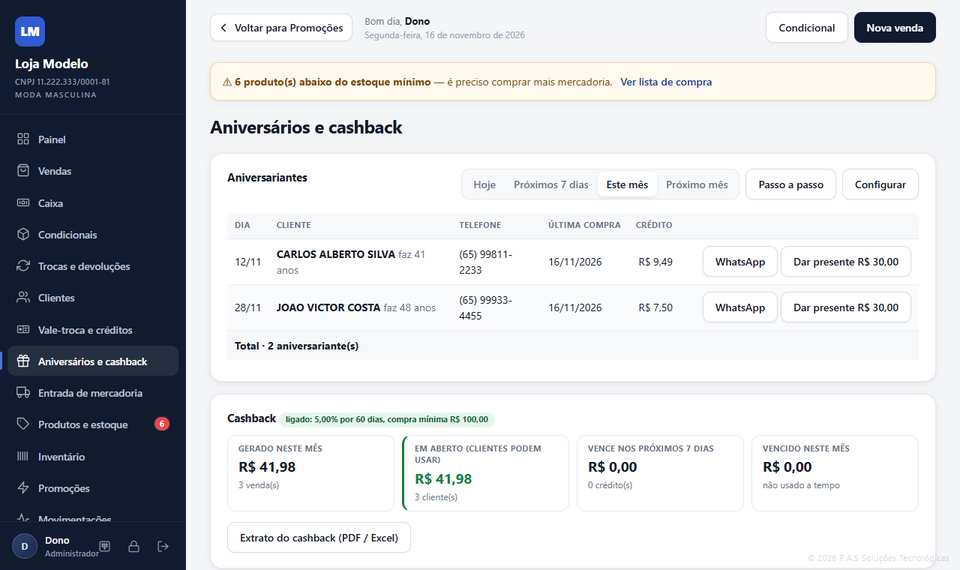 LM
Loja Modelo
CNPJ 11.222.333/0001-81
MODA MASCULINA
Painel
Vendas
Caixa
Condicionais
Trocas e devoluções
Clientes
Vale-troca e créditos
Aniversários e cashback
Entrada de mercadoria
Produtos e estoque 6
Inventário
Promoções
Movimentações
D
Dono
Administrador
Voltar para Promoções
Bom dia, Dono
Segunda-feira, 16 de novembro de 2026
Condicional
Nova venda
⚠ 6 produto(s) abaixo do estoque mínimo — é preciso comprar mais mercadoria. Ver lista de compra
Aniversários e cashback
Aniversariantes
Hoje Próximos 7 dias Este mês Próximo mês Passo a passo Configurar
DIA CLIENTE TELEFONE ÚLTIMA COMPRA CRÉDITO
12/11 CARLOS ALBERTO SILVA faz 41 anos (65) 99811-2233 16/11/2026 R$ 9,49 WhatsApp Dar presente R$ 30,00
28/11 JOAO VICTOR COSTA faz 48 anos (65) 99933-4455 16/11/2026 R$ 7,50 WhatsApp Dar presente R$ 30,00
Total · 2 aniversariante(s)
Cashback ligado: 5,00% por 60 dias, compra mínima R$ 100,00
GERADO NESTE MÊS
R$ 41,98
3 venda(s)
EM ABERTO (CLIENTES PODEM USAR)
R$ 41,98
3 cliente(s)
VENCE NOS PRÓXIMOS 7 DIAS
R$ 0,00
0 crédito(s)
VENCIDO NESTE MÊS
R$ 0,00
não usado a tempo
Extrato do cashback (PDF / Excel)
© 2026 F.A.S Soluções Tecnológicas